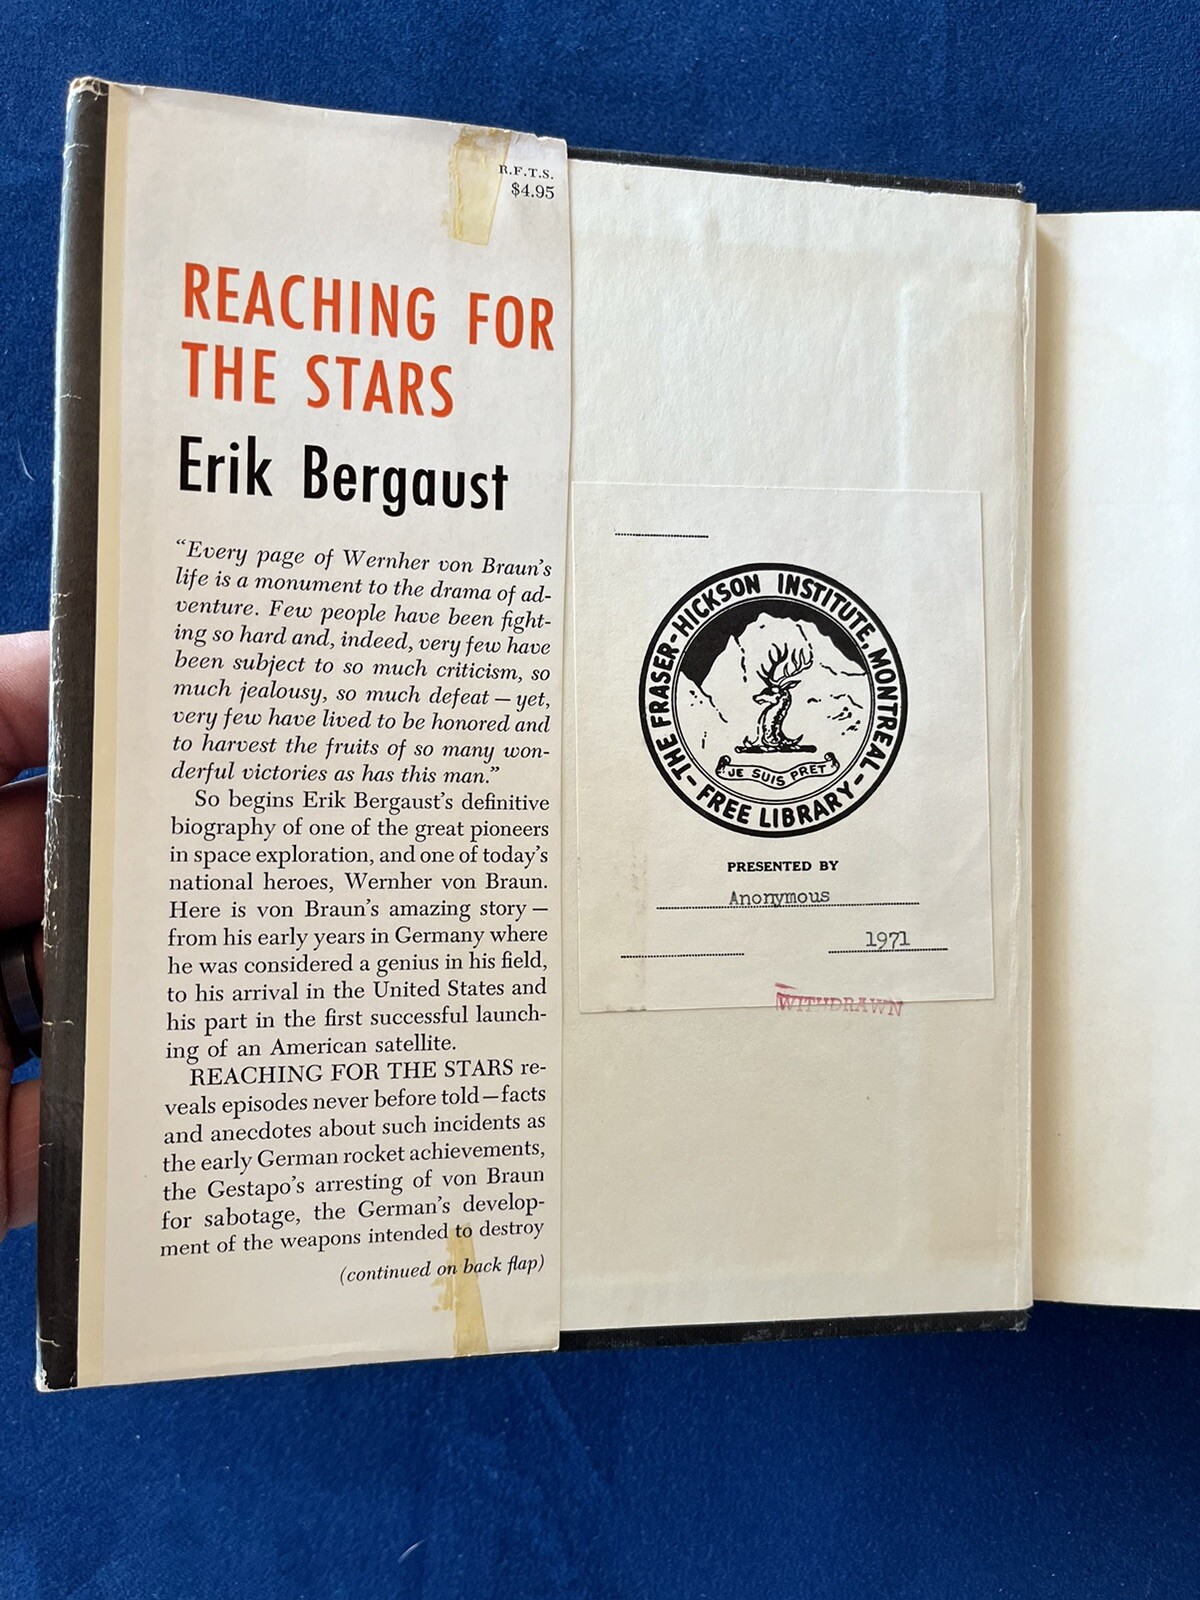 R.F.T.S.
$4.95
REACHING FOR
THE STARS
Erik Bergaust
“Every page of Wernher von Braun’s
life is a monument to the drama of ad-
venture. Few people have been fight-
ing so hard and, indeed, very few have
been subject to so much criticism, so
much jealousy, so much defeat — yet,
very few have lived to be honored and
to harvest the fruits of so many won-
derful victories as has this man.”
So begins Erik Bergaust’s definitive
biography of one of the great pioneers
in space exploration, and one of today’s
national heroes, Wernher von Braun.
Here is von Braun’s amazing story —
from his early years in Germany where
he was considered a genius in his field,
to his arrival in the United States and
his part in the first successful launch-
ing of an American satellite.
REACHING FOR THE STARS re-
veals episodes never before told — facts
and anecdotes about such incidents as
the early German rocket achievements,
the Gestapo’s arresting of von Braun
for sabotage, the German’s develop-
ment of the weapons intended to destroy
(continued on back flap)
THE FRASER-HICKSON INSTITUTE, MONTREAL
- FREE LIBRARY -
JE SUIS PRET
PRESENTED BY
Anonymous
1971
WITHDRAWN